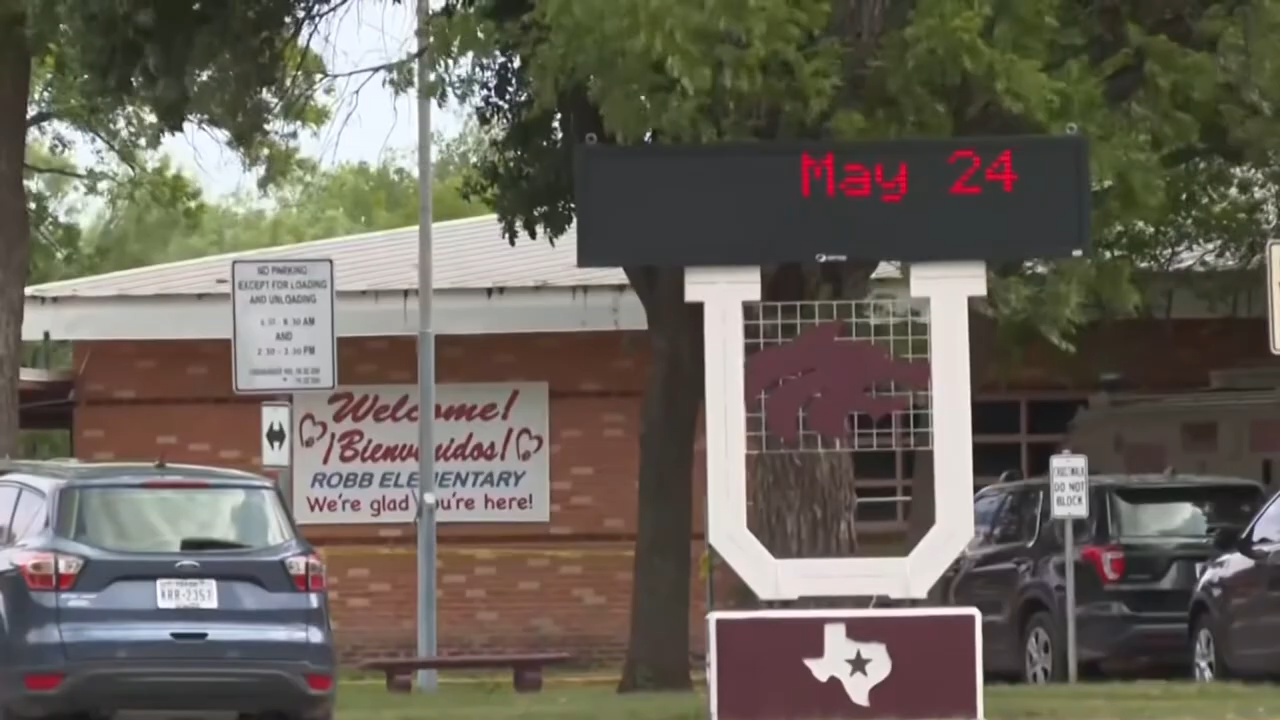 May 24
NO PARKING
EXCEPT FOR LOADING
AND UNLOADING
AND
Welcome!
¡Bienvenidos!
ROBB ELEMENTARY
We're glad you're here!
DO NOT
BLOCK